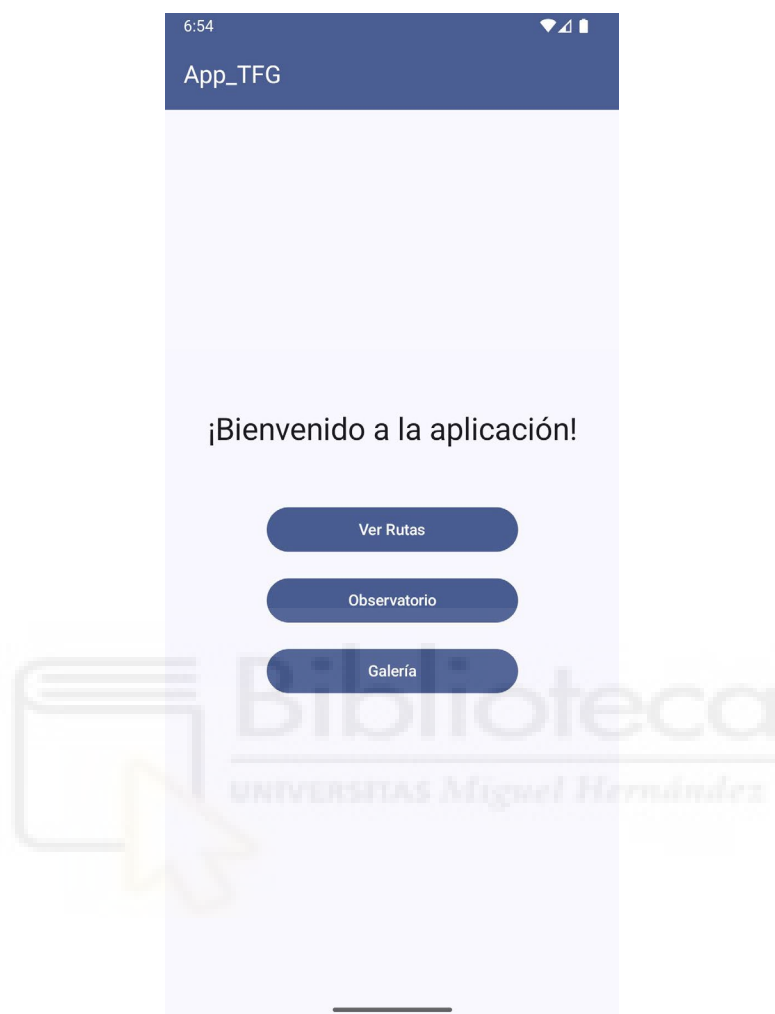 6:54
App_TFG
¡Bienvenido a la aplicación!
Ver Rutas
Observatorio
Galería
Biblioteca
UNIVERSITAS Miguel Hernández